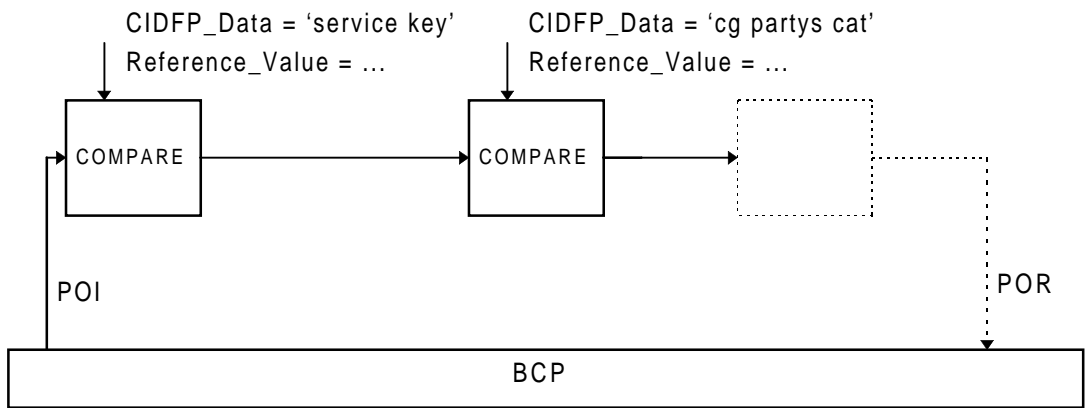 CIDFP_Data = ‘service key’
Reference_Value = ...
CIDFP_Data = ‘cg partys cat’
Reference_Value = ...
COMPARE
COMPARE
POI
POR
BCP